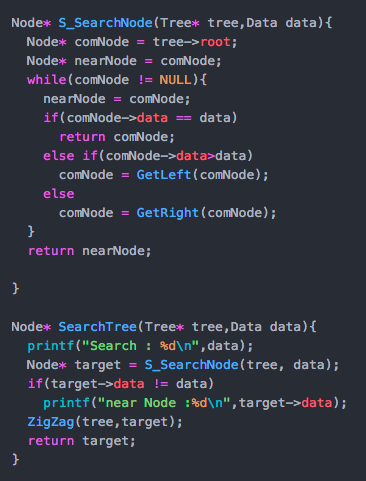 Node* S_SearchNode(Tree* tree,Data data){
  Node* comNode = tree->root;
  Node* nearNode = comNode;
  while(comNode != NULL){
    nearNode = comNode;
    if(comNode->data == data)
      return comNode;
    else if(comNode->data>data)
      comNode = GetLeft(comNode);
    else
      comNode = GetRight(comNode);
  }
  return nearNode;

}

Node* SearchTree(Tree* tree,Data data){
  printf("Search : %d\n",data);
  Node* target = S_SearchNode(tree, data);
  if(target->data != data)
    printf("near Node :%d\n",target->data);
  ZigZag(tree,target);
  return target;
}